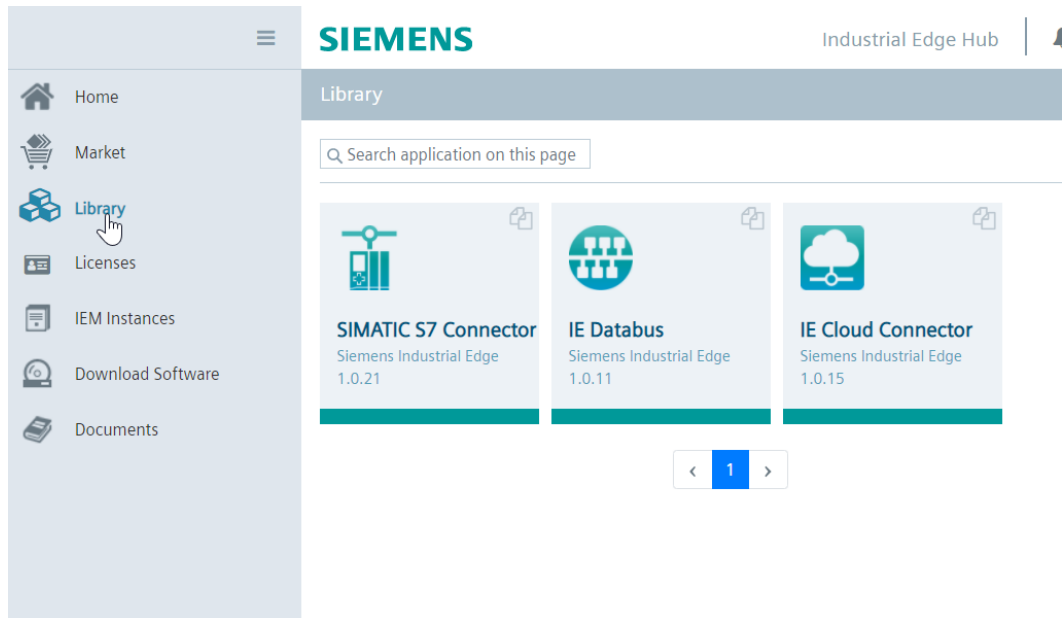 SIEMENS
Industrial Edge Hub
Home
Market
Library
Licenses
IEM Instances
Download Software
Documents
Library
Search application on this page
SIMATIC S7 Connector
Siemens Industrial Edge
1.0.21
IE Databus
Siemens Industrial Edge
1.0.11
IE Cloud Connector
Siemens Industrial Edge
1.0.15
‹ 1 ›